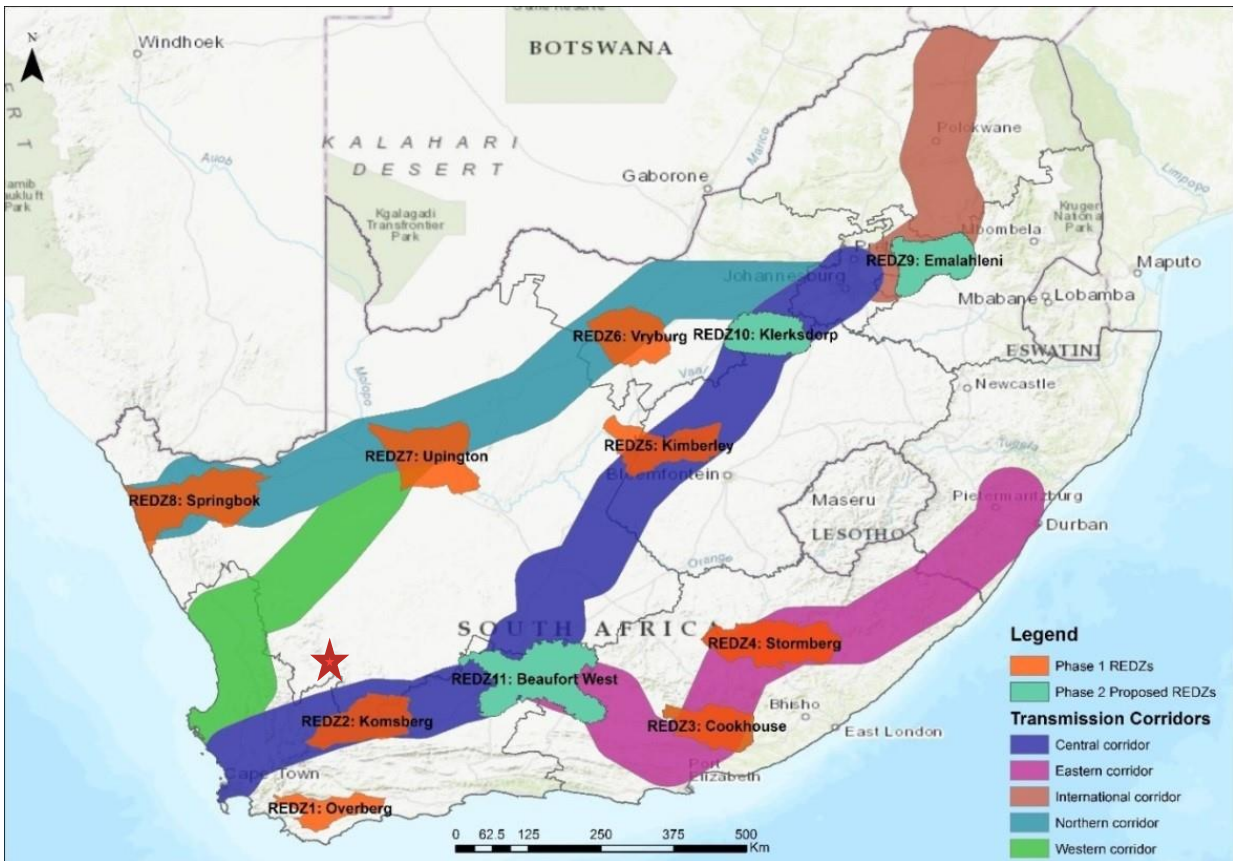 Windhoek
BOTSWANA
N
KALAHARI
DESERT
Auob
Marico
Polokwane
Limpopo
Gaborone
Kgalagadi
Transfrontier
Park
Kruger
National
Park
Mbombela
REDZ9: Emalahleni
Maputo
Johannesburg
Mbabane
Lobamba
REDZ6: Vryburg
REDZ10: Klerksdorp
ESWATINI
Molopo
Newcastle
REDZ5: Kimberley
REDZ7: Upington
Bloemfontein
Tugela
REDZ8: Springbok
Maseru
Pietermaritzburg
Durban
LESOTHO
Orange
SOUTH AFRICA
REDZ4: Stormberg
REDZ11: Beaufort West
REDZ2: Komsberg
REDZ3: Cookhouse
Bhisho
East London
Port
Elizabeth
Cape Town
REDZ1: Overberg
Legend
Phase 1 REDZs
Phase 2 Proposed REDZs
Transmission Corridors
Central corridor
Eastern corridor
International corridor
Northern corridor
Western corridor
0 62.5 125 250 375 500
Km